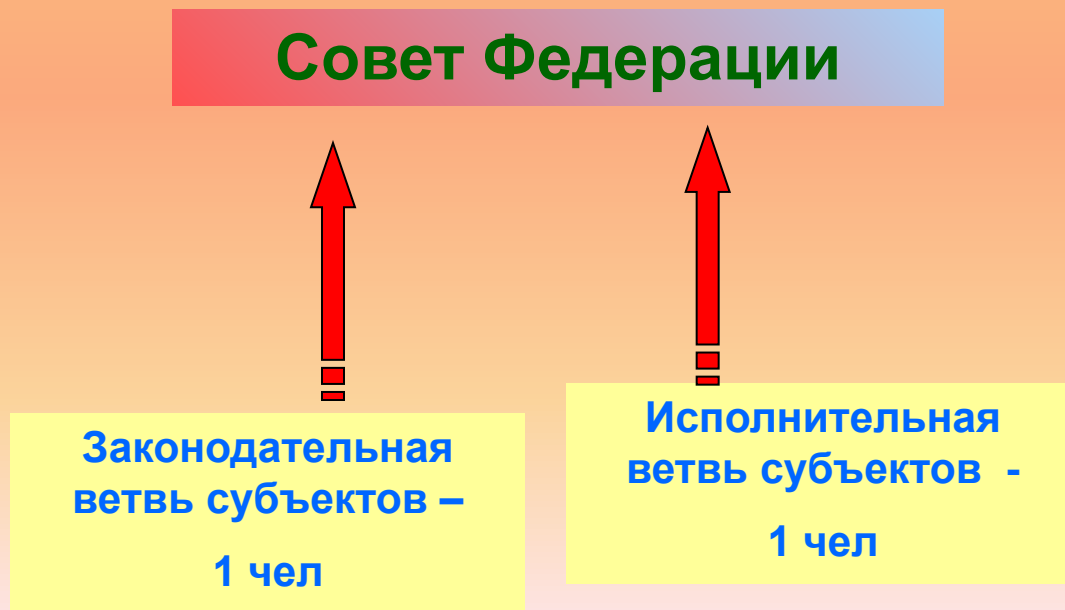 Совет Федерации
Законодательная
ветвь субъектов –
1 чел
Исполнительная
ветвь субъектов -
1 чел